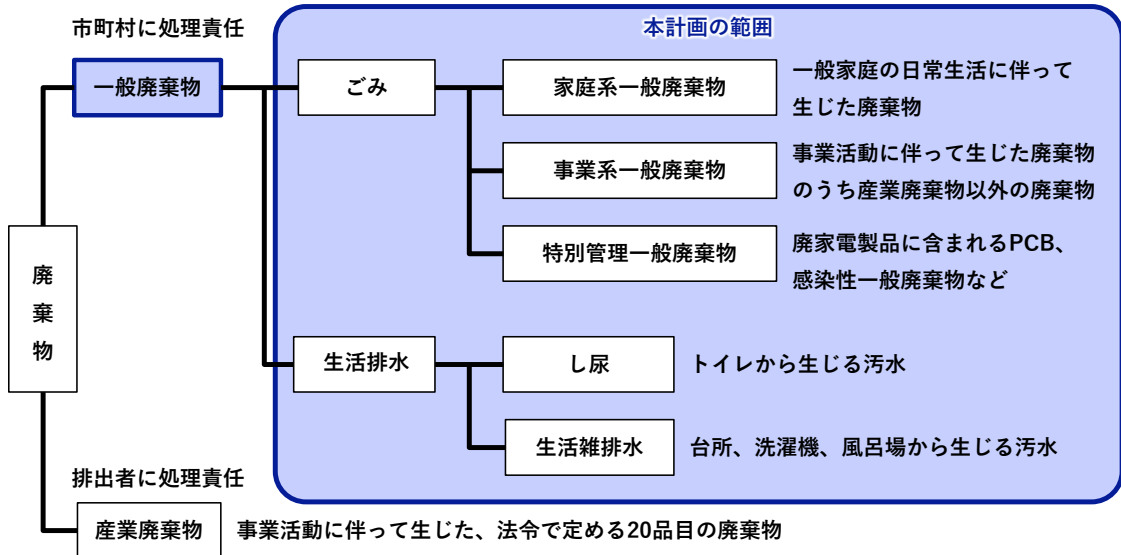 市町村に処理責任
本計画の範囲
一般廃棄物
ごみ
家庭系一般廃棄物
一般家庭の日常生活に伴って
生じた廃棄物
事業系一般廃棄物
事業活動に伴って生じた廃棄物
のうち産業廃棄物以外の廃棄物
特別管理一般廃棄物
廃家電製品に含まれるPCB、
感染性一般廃棄物など
廃棄物
生活排水
し尿
トイレから生じる汚水
生活雑排水
台所、洗濯機、風呂場から生じる汚水
排出者に処理責任
産業廃棄物
事業活動に伴って生じた、法令で定める20品目の廃棄物